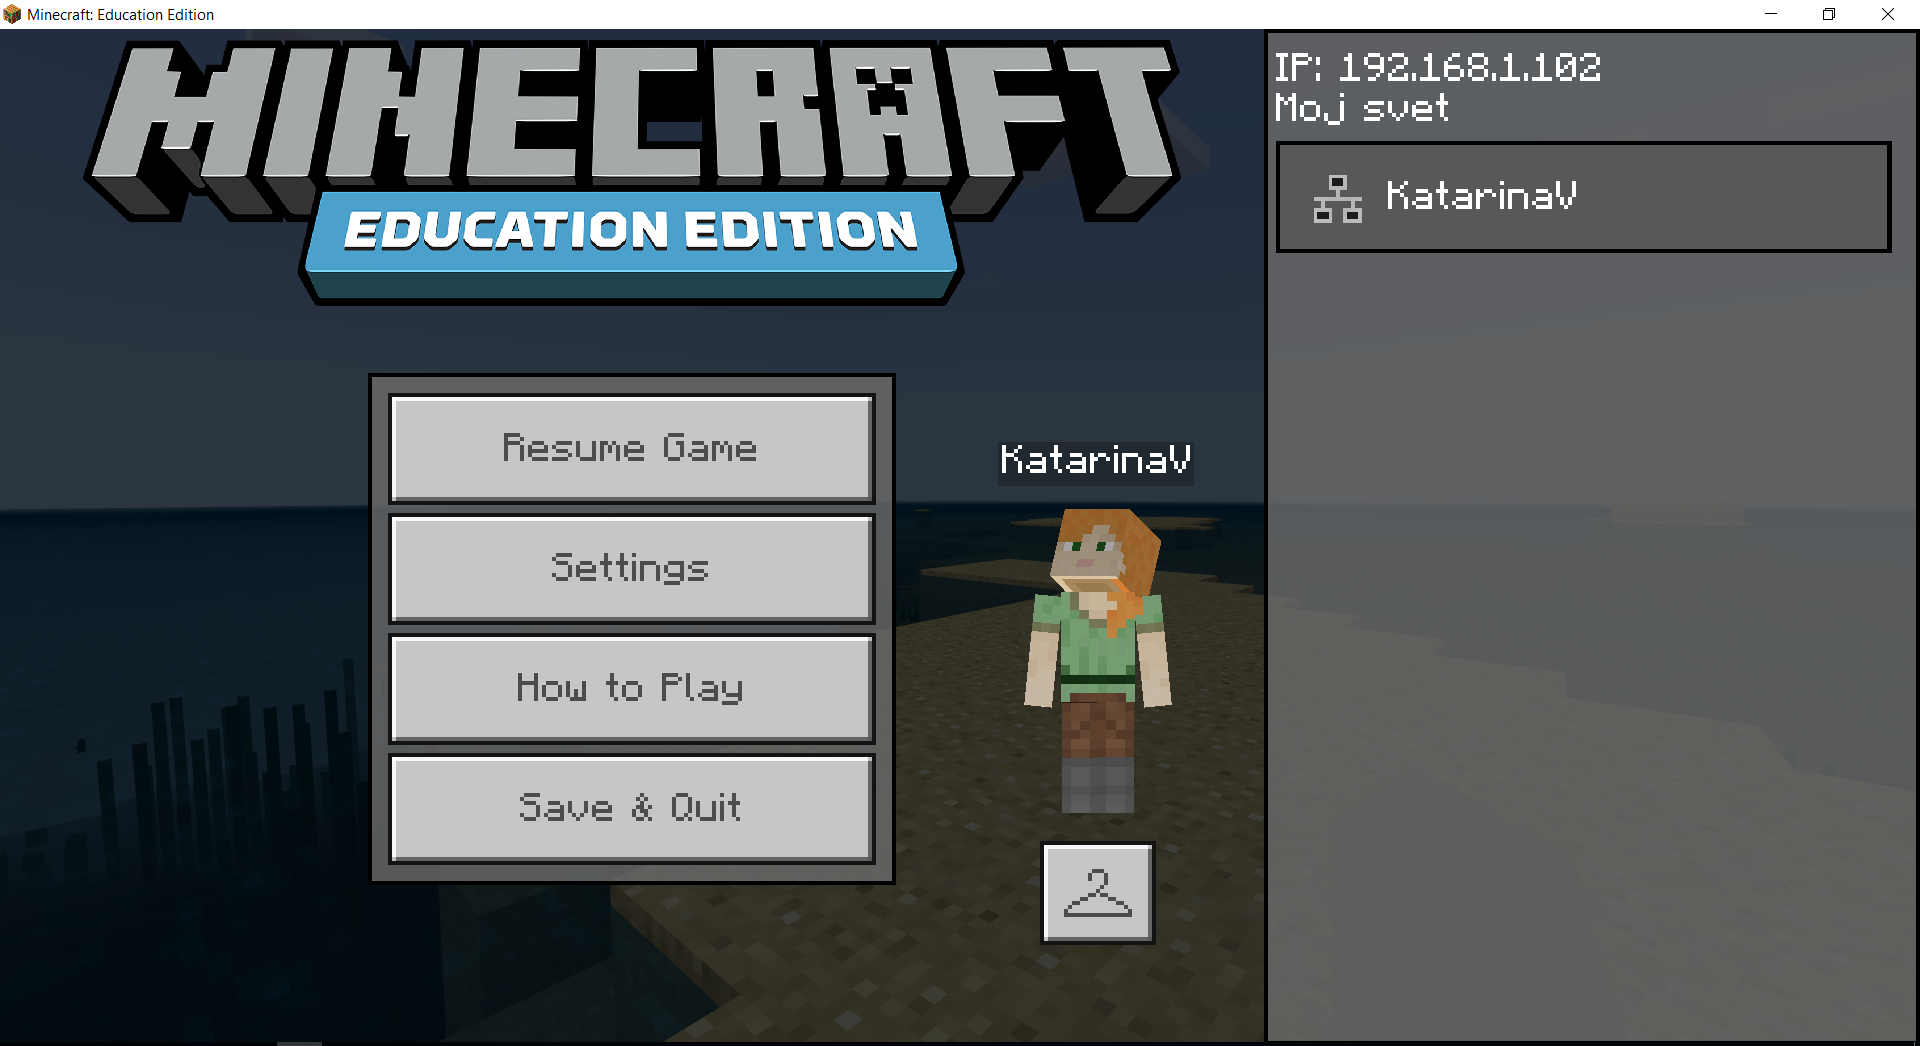 Minecraft: Education Edition
MINECRAFT
EDUCATION EDITION
Resume Game
Settings
How to Play
Save & Quit
KatarinaV
IP: 192.168.1.102
Moj svet
KatarinaV